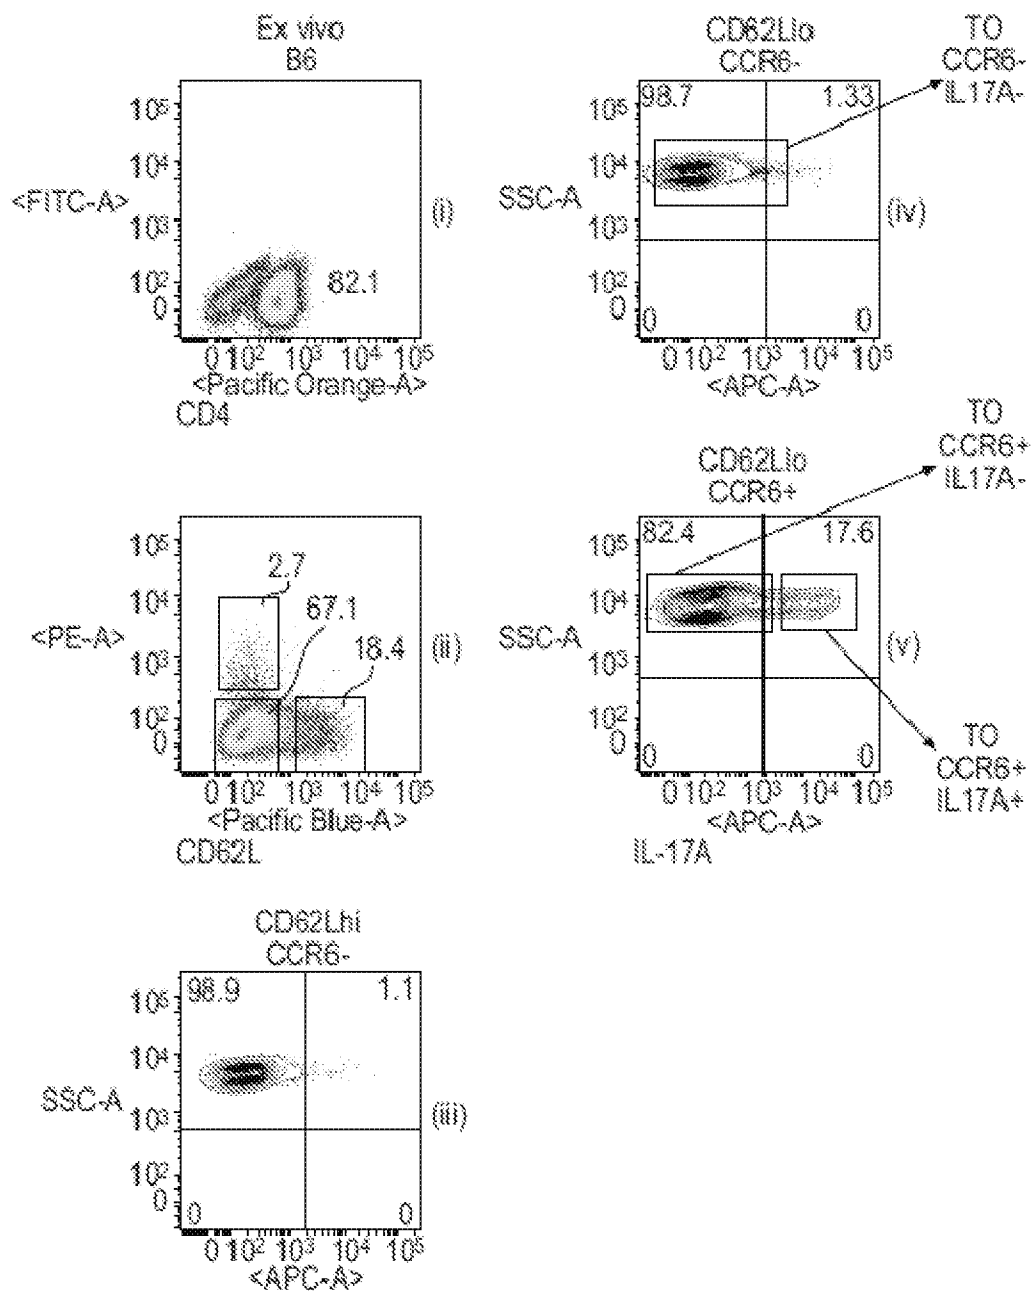 Ex vivo
B6
10⁵
10⁴
<FITC-A>
10³
10²
0
82.1
(i)
0 10² 10³ 10⁴ 10⁵
<Pacific Orange-A>
CD4
CD62Llo
CCR6-
98.7
1.33
10⁵
10⁴
SSC-A
10³
10²
0
0
0
(iv)
0 10² 10³ 10⁴ 10⁵
<APC-A>
TO
CCR6-
IL17A-
2.7
67.1
18.4
10⁵
10⁴
<PE-A>
10³
10²
0
(ii)
0 10² 10³ 10⁴ 10⁵
<Pacific Blue-A>
CD62L
CD62Llo
CCR6+
82.4
17.6
10⁵
10⁴
SSC-A
10³
10²
0
0
0
(v)
0 10² 10³ 10⁴ 10⁵
<APC-A>
IL-17A
TO
CCR6+
IL17A-
TO
CCR6+
IL17A+
CD62Lhi
CCR6-
98.9
1.1
10⁵
10⁴
SSC-A
10³
10²
0
0
0
(iii)
0 10² 10³ 10⁴ 10⁵
<APC-A>